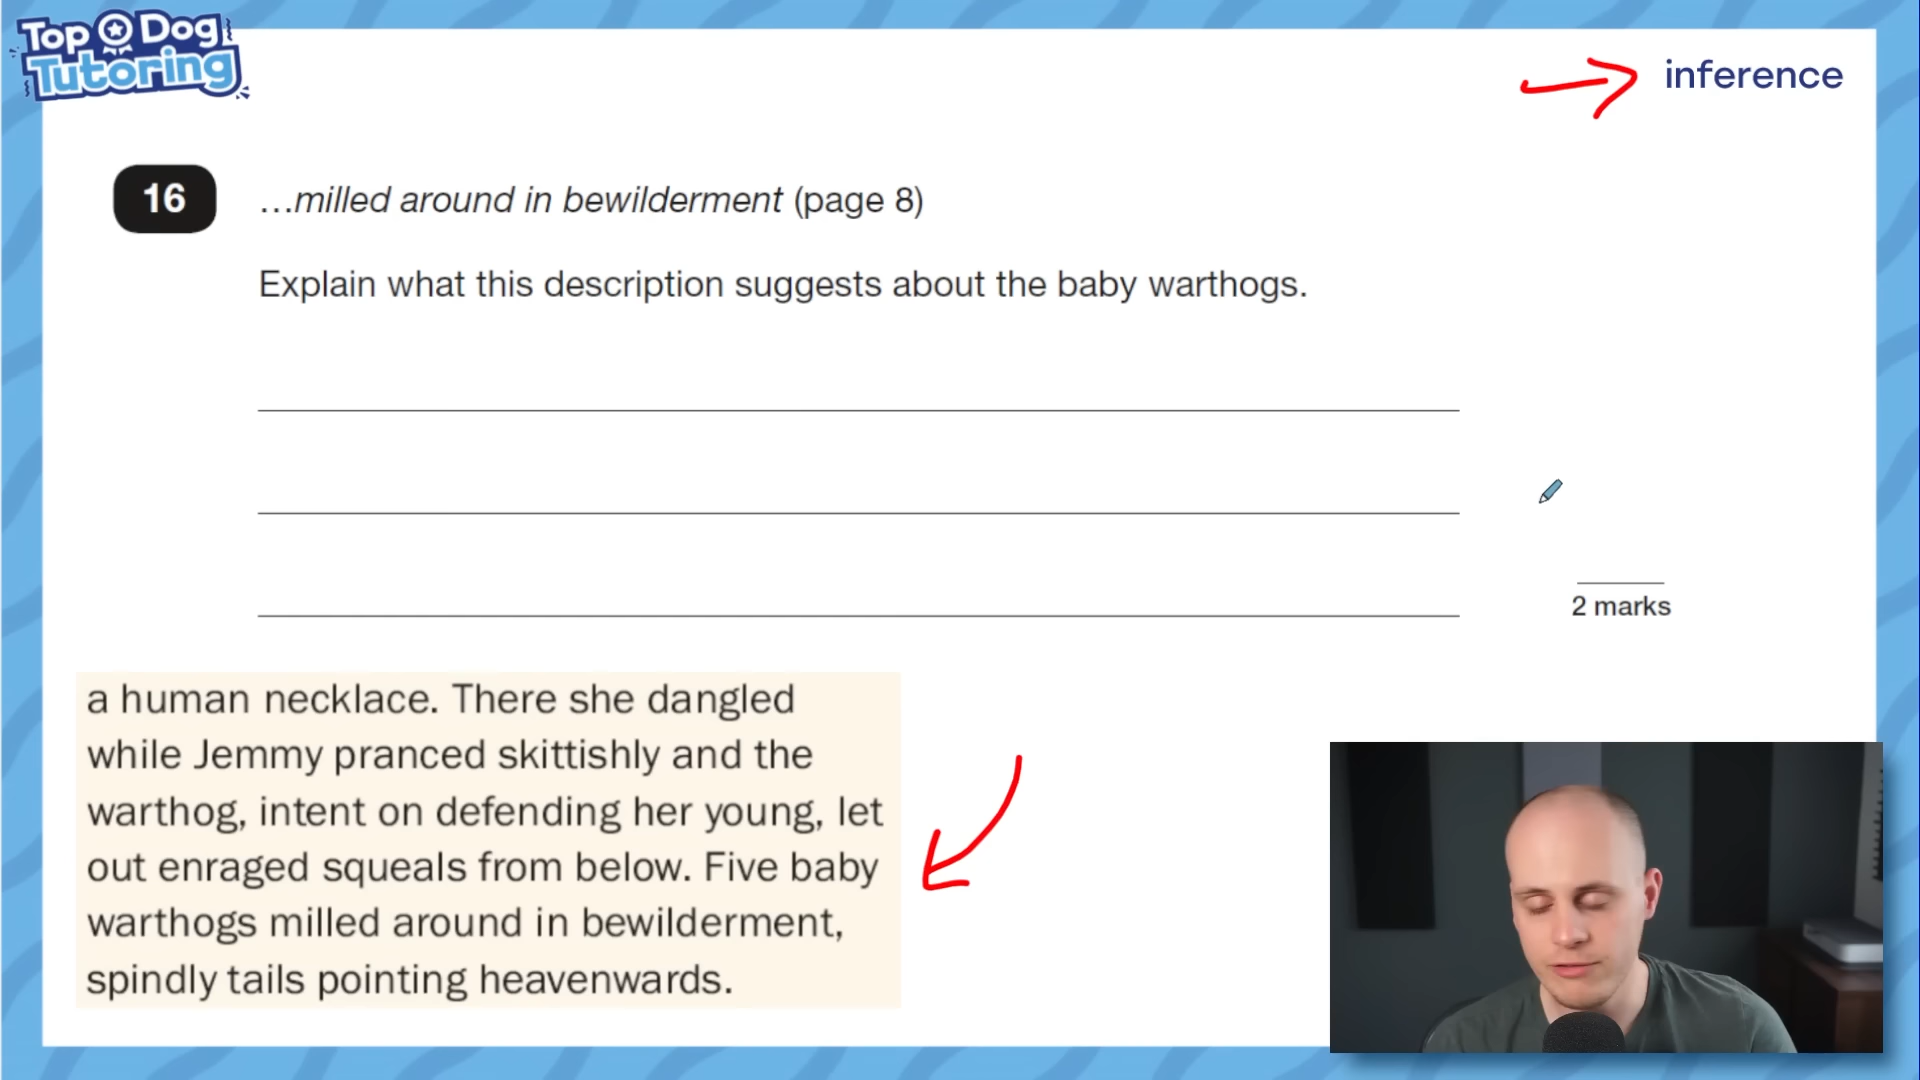 Top Dog
Tutoring
inference
16
...milled around in bewilderment (page 8)
Explain what this description suggests about the baby warthogs.
2 marks
a human necklace. There she dangled
while Jemmy pranced skittishly and the
warthog, intent on defending her young, let
out enraged squeals from below. Five baby
warthogs milled around in bewilderment,
spindly tails pointing heavenwards.